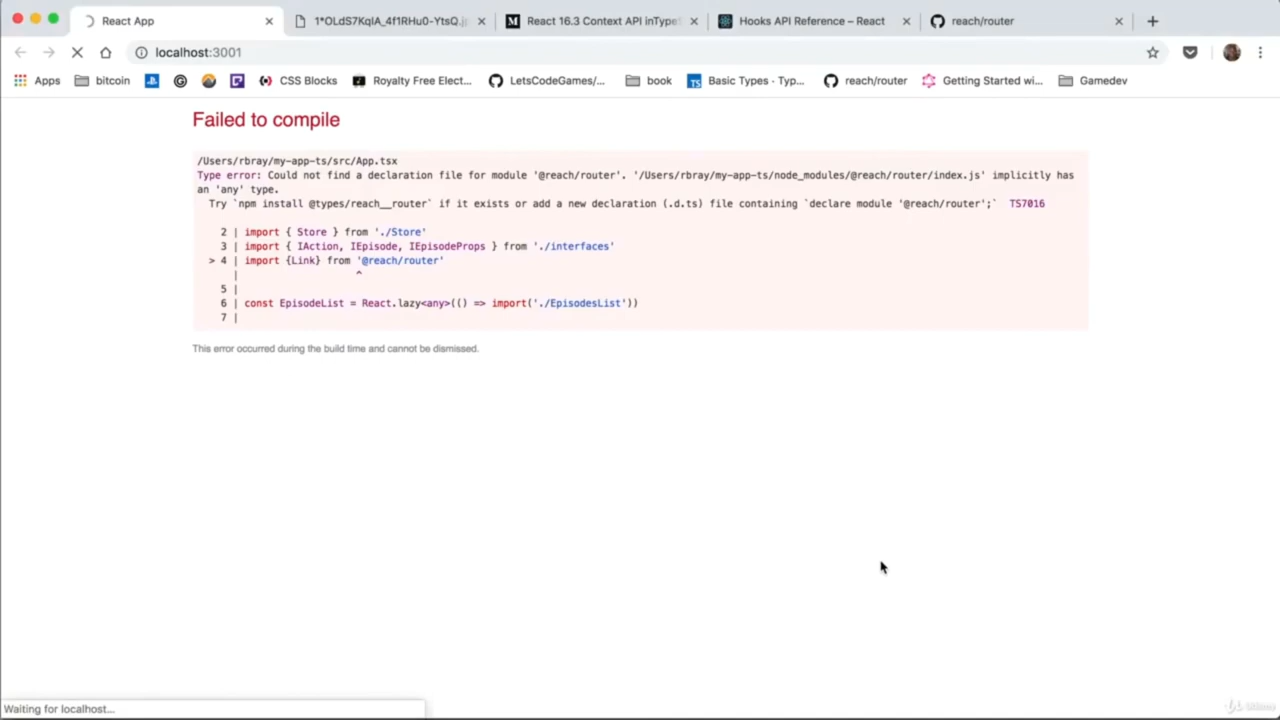 React App
1*OLdS7KqIA_4f1RHu0-YtsQ.j
React 16.3 Context API inTypeS
Hooks API Reference – React
reach/router
localhost:3001
Apps
bitcoin
CSS Blocks
Royalty Free Elect...
LetsCodeGames/...
book
Basic Types - Typ...
reach/router
Getting Started wi...
Gamedev
Failed to compile
/Users/rbray/my-app-ts/src/App.tsx
Type error: Could not find a declaration file for module '@reach/router'. '/Users/rbray/my-app-ts/node_modules/@reach/router/index.js' implicitly has
an 'any' type.
Try `npm install @types/reach__router` if it exists or add a new declaration (.d.ts) file containing `declare module '@reach/router';` TS7016
2 | import { Store } from './Store'
3 | import { IAction, IEpisode, IEpisodeProps } from './interfaces'
> 4 | import {Link} from '@reach/router'
| ^
5 |
6 | const EpisodeList = React.lazy<any>(() => import('./EpisodesList'))
7 |
This error occurred during the build time and cannot be dismissed.
Waiting for localhost...
Udemy